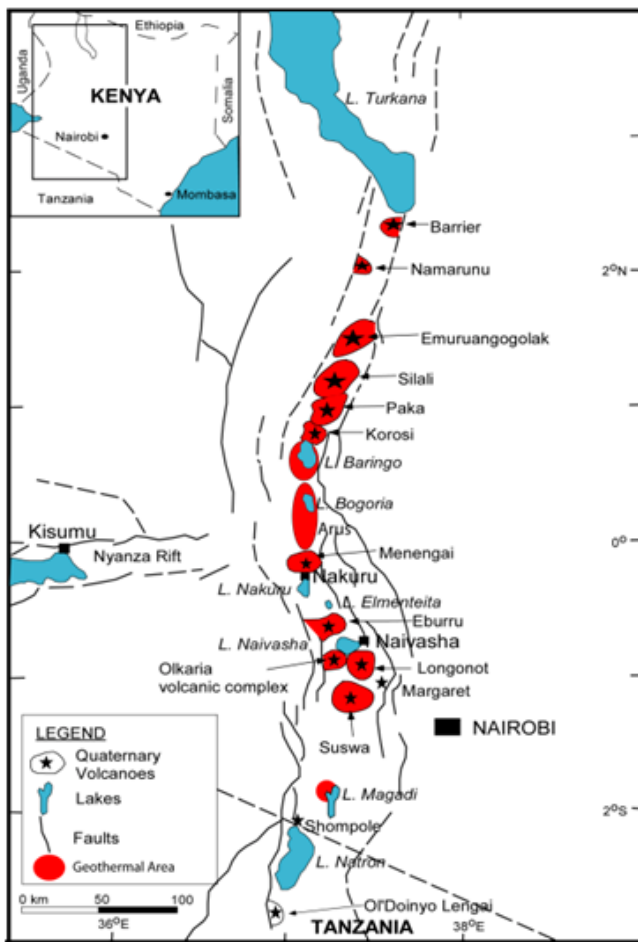 Ethiopia
Uganda
KENYA
Somalia
Nairobi
Tanzania
Mombasa
L. Turkana
Barrier
Namarunu
2°N
Emuruangogolak
Silali
Paka
Korosi
L. Baringo
L. Bogoria
Arus
0°
Kisumu
Nyanza Rift
Menengai
Nakuru
L. Nakuru
L. Elmenteita
Eburru
L. Naivasha
Naivasha
Olkaria
volcanic complex
Longonot
Margaret
NAIROBI
Suswa
LEGEND
Quaternary
Volcanoes
Lakes
Faults
Geothermal Area
0 km 50 100
L. Magadi
2°S
Shompole
L. Natron
Ol'Doinyo Lengai
36°E
TANZANIA
38°E